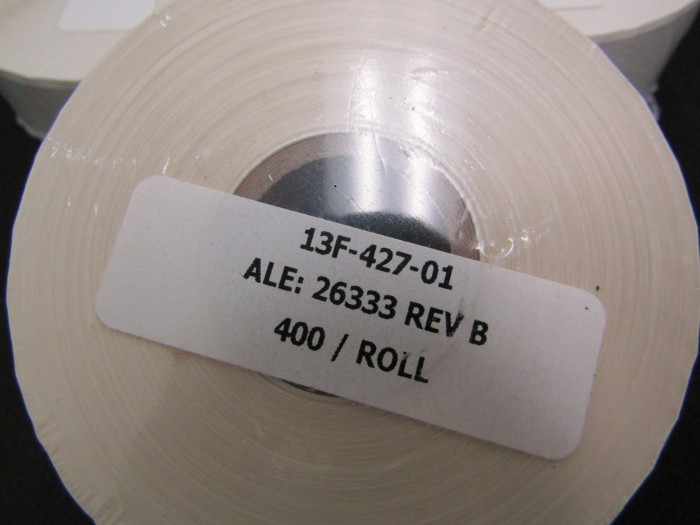 13F-427-01
ALE: 26333 REV B
400 / ROLL